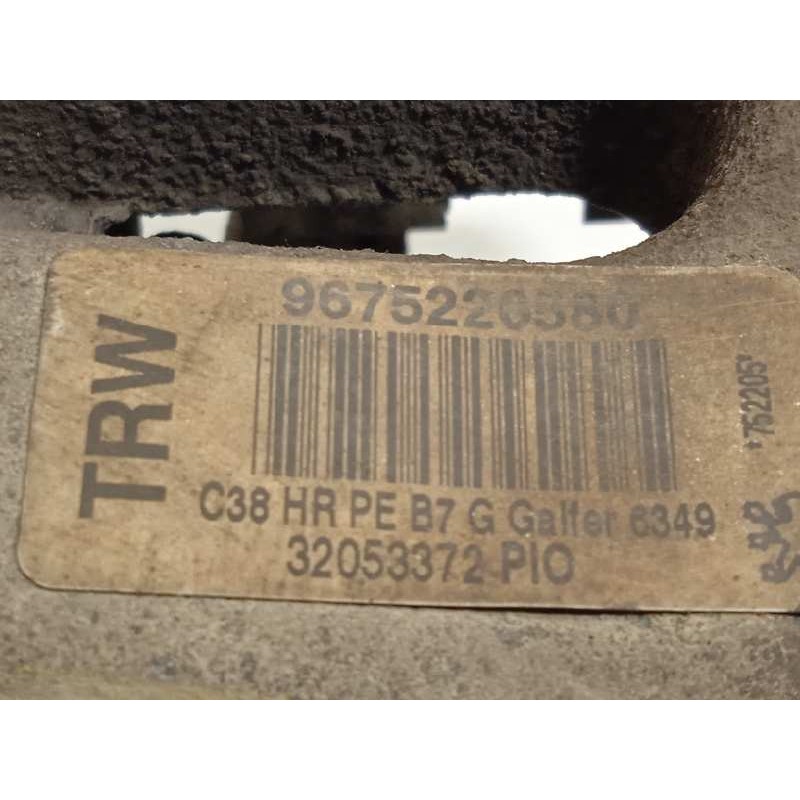 TRW
9675220580
C38 HR PE B7 G Galfer 6349
32053372 PIO
*752205*